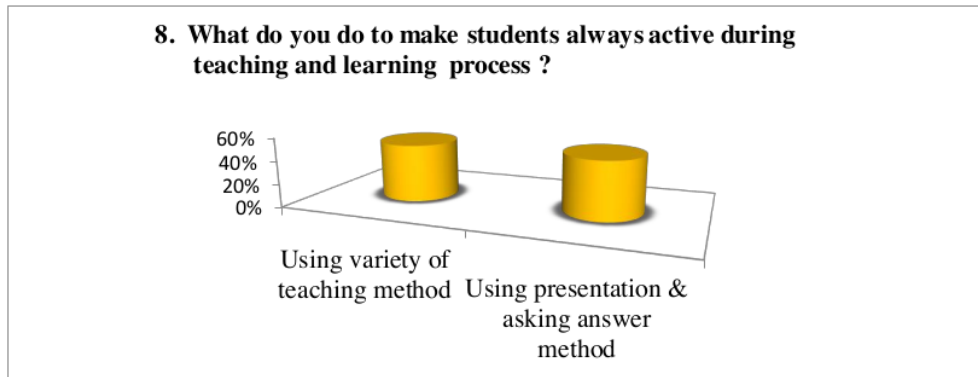 8. What do you do to make students always active during
teaching and learning process ?
60%
40%
20%
0%
Using variety of
teaching method
Using presentation &
asking answer
method